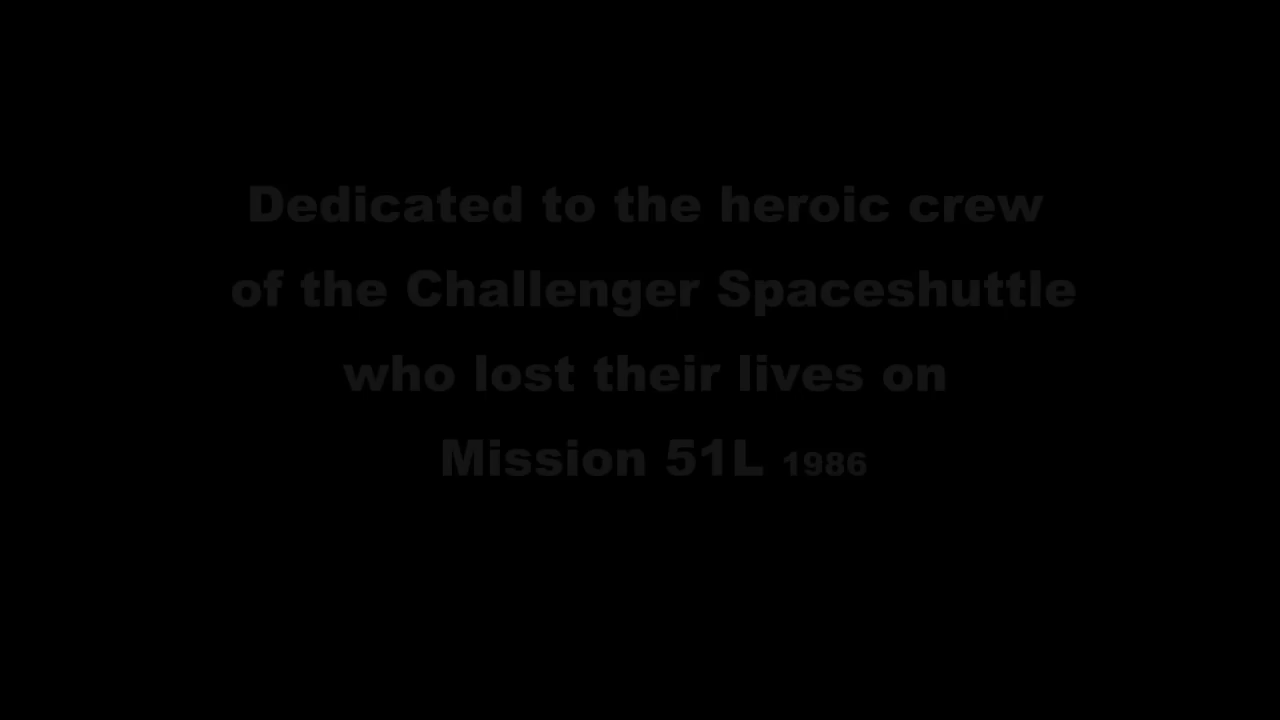 Dedicated to the heroic crew
of the Challenger Spaceshuttle
who lost their lives on
Mission 51L 1986